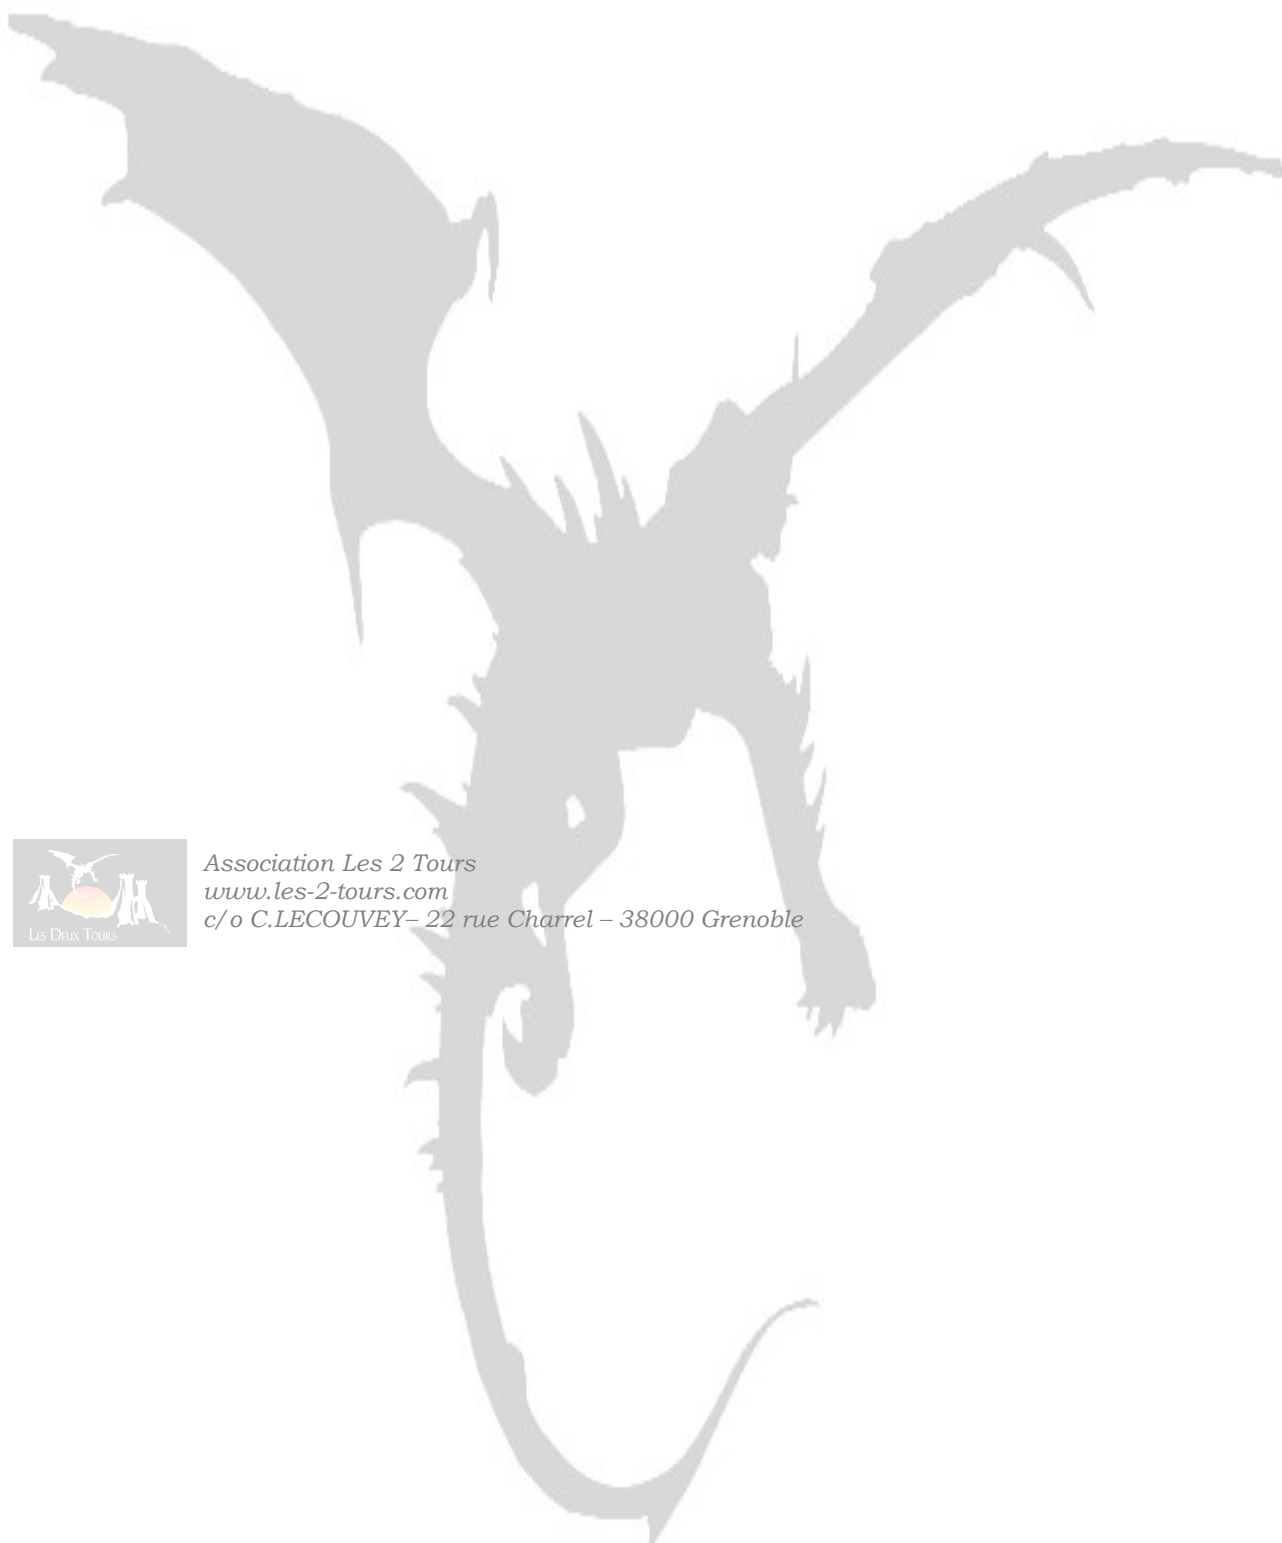 Association Les 2 Tours
www.les-2-tours.com
c/o C.LECOUVEY– 22 rue Charrel – 38000 Grenoble
LES DEUX TOURS